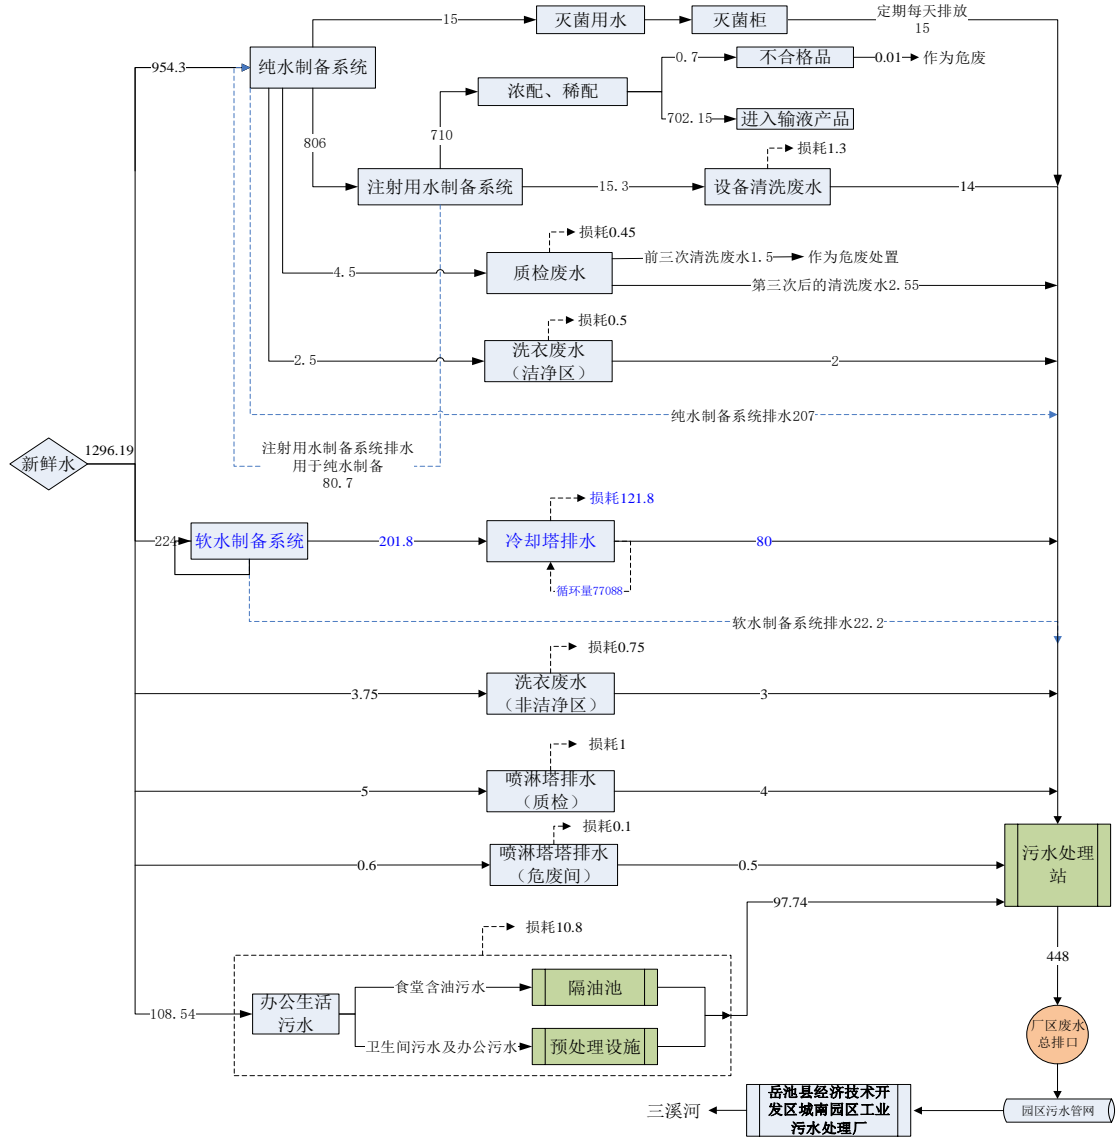 15
灭菌用水
灭菌柜
定期每天排放
15
954.3
纯水制备系统
0.7
不合格品
0.01
作为危废
浓配、稀配
702.15
进入输液产品
806
710
损耗1.3
注射用水制备系统
15.3
设备清洗废水
14
损耗0.45
前三次清洗废水1.5
作为危废处置
4.5
质检废水
第三次后的清洗废水2.55
损耗0.5
2.5
洗衣废水
（洁净区）
2
纯水制备系统排水207
新鲜水
1296.19
注射用水制备系统排水
用于纯水制备
80.7
损耗121.8
224
软水制备系统
201.8
冷却塔排水
80
循环量77088
软水制备系统排水22.2
损耗0.75
3.75
洗衣废水
（非洁净区）
3
损耗1
5
喷淋塔排水
（质检）
4
损耗0.1
0.6
喷淋塔塔排水
（危废间）
0.5
污水处理
站
97.74
损耗10.8
448
108.54
办公生活
污水
食堂含油污水
隔油池
卫生间污水及办公污水
预处理设施
厂区废水
总排口
三溪河
岳池县经济技术开
发区城南园区工业
污水处理厂
园区污水管网